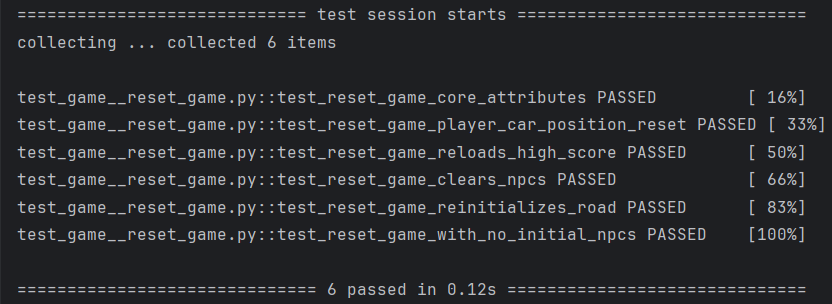 ============================= test session starts =============================
collecting ... collected 6 items
test_game__reset_game.py::test_reset_game_core_attributes PASSED         [ 16%]
test_game__reset_game.py::test_reset_game_player_car_position_reset PASSED [ 33%]
test_game__reset_game.py::test_reset_game_reloads_high_score PASSED      [ 50%]
test_game__reset_game.py::test_reset_game_clears_npcs PASSED             [ 66%]
test_game__reset_game.py::test_reset_game_reinitializes_road PASSED      [ 83%]
test_game__reset_game.py::test_reset_game_with_no_initial_npcs PASSED    [100%]
============================== 6 passed in 0.12s ==============================